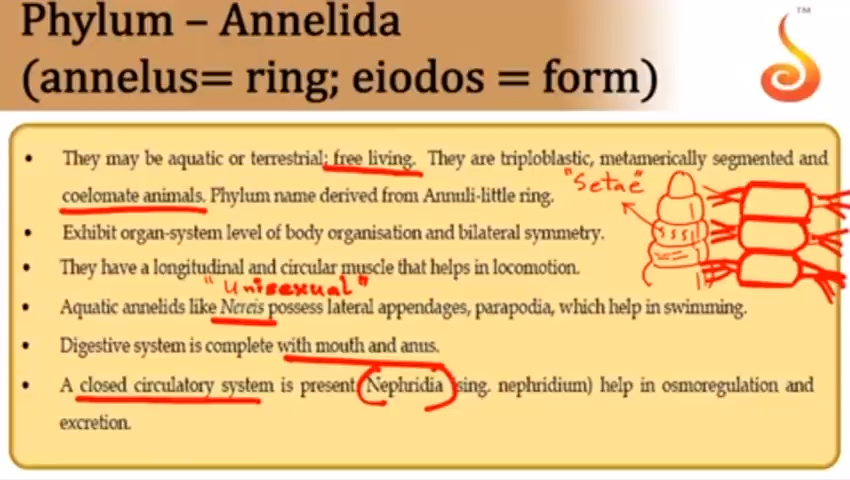 TM
Phylum – Annelida
(annelus= ring; eiodos = form)
• They may be aquatic or terrestrial; free living. They are triploblastic, metamerically segmented and
coelomate animals. Phylum name derived from Annuli-little ring.
"Setae"
• Exhibit organ-system level of body organisation and bilateral symmetry.
• They have a longitudinal and circular muscle that helps in locomotion.
"Unisexual"
• Aquatic annelids like Nereis possess lateral appendages, parapodia, which help in swimming.
• Digestive system is complete with mouth and anus.
• A closed circulatory system is present Nephridia (sing. nephridium) help in osmoregulation and
excretion.